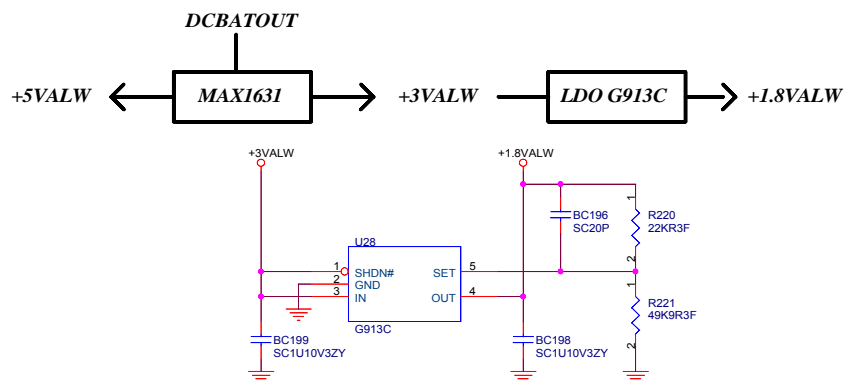 DCBATOUT
+5VALW
MAX1631
+3VALW
LDO G913C
+1.8VALW
+3VALW
+1.8VALW
BC196
SC20P
1
R220
22KR3F
2
U28
1
SHDN#
SET
5
2
GND
3
IN
OUT
4
G913C
1
R221
49K9R3F
2
BC199
SC1U10V3ZY
BC198
SC1U10V3ZY